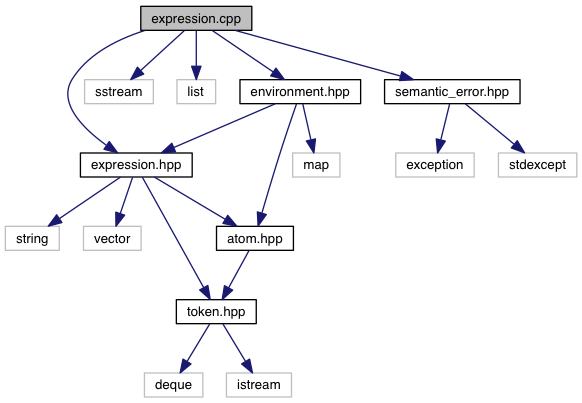 expression.cpp
sstream
list
environment.hpp
semantic_error.hpp
expression.hpp
map
exception
stdexcept
string
vector
atom.hpp
token.hpp
deque
istream